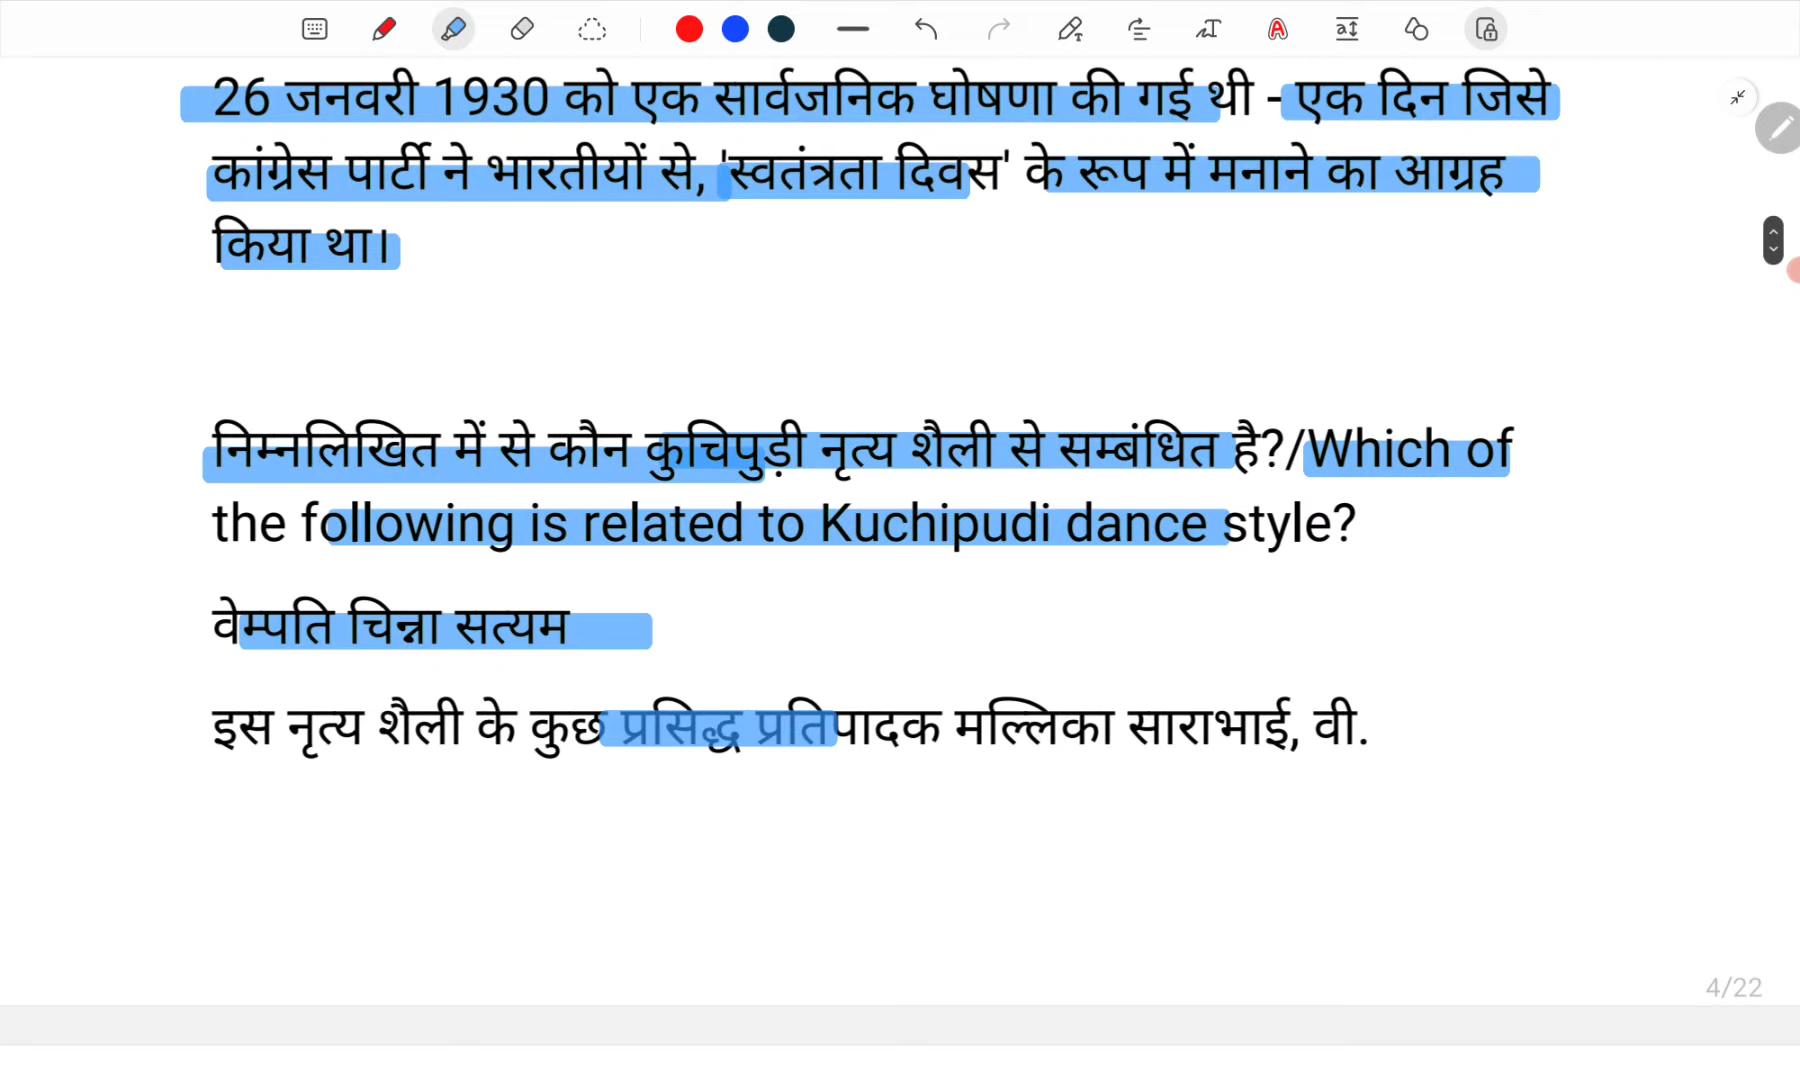 26 जनवरी 1930 को एक सार्वजनिक घोषणा की गई थी - एक दिन जिसे
कांग्रेस पार्टी ने भारतीयों से, 'स्वतंत्रता दिवस' के रूप में मनाने का आग्रह
किया था।
निम्नलिखित में से कौन कुचिपुड़ी नृत्य शैली से सम्बंधित है?/Which of
the following is related to Kuchipudi dance style?
वेम्पति चिन्ना सत्यम
इस नृत्य शैली के कुछ प्रसिद्ध प्रतिपादक मल्लिका साराभाई, वी.
4/22